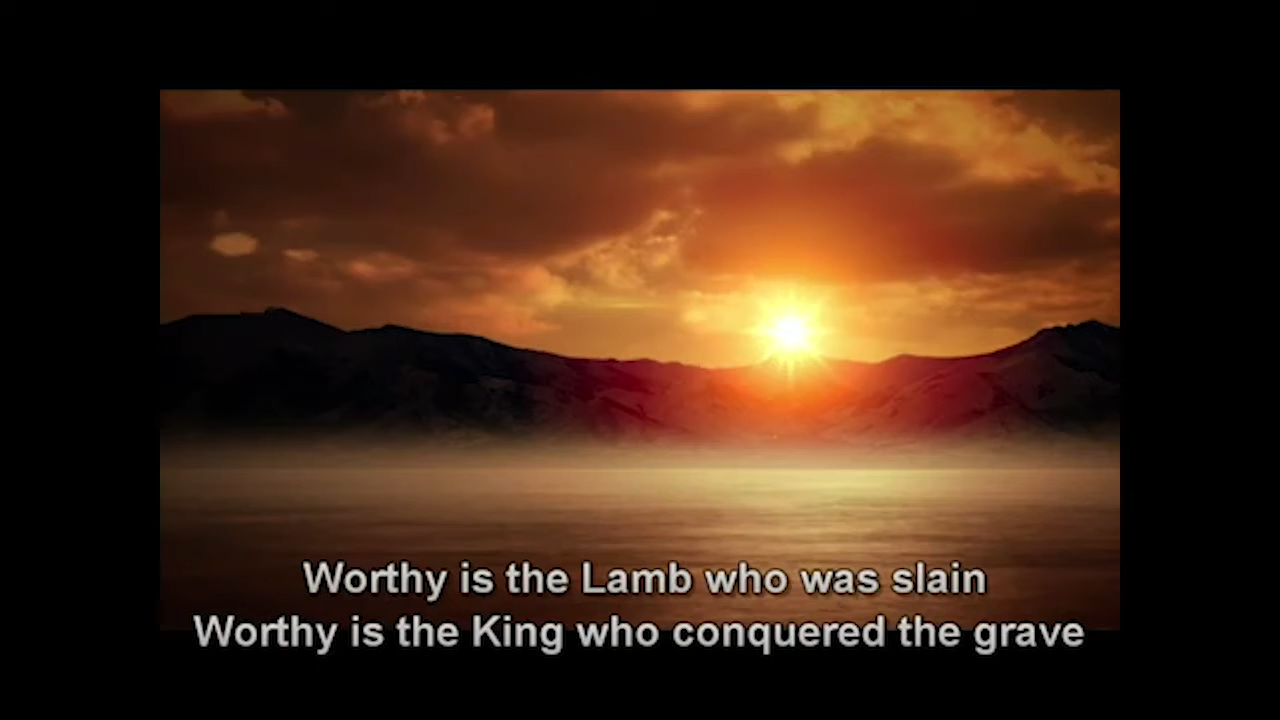 Worthy is the Lamb who was slain
Worthy is the King who conquered the grave